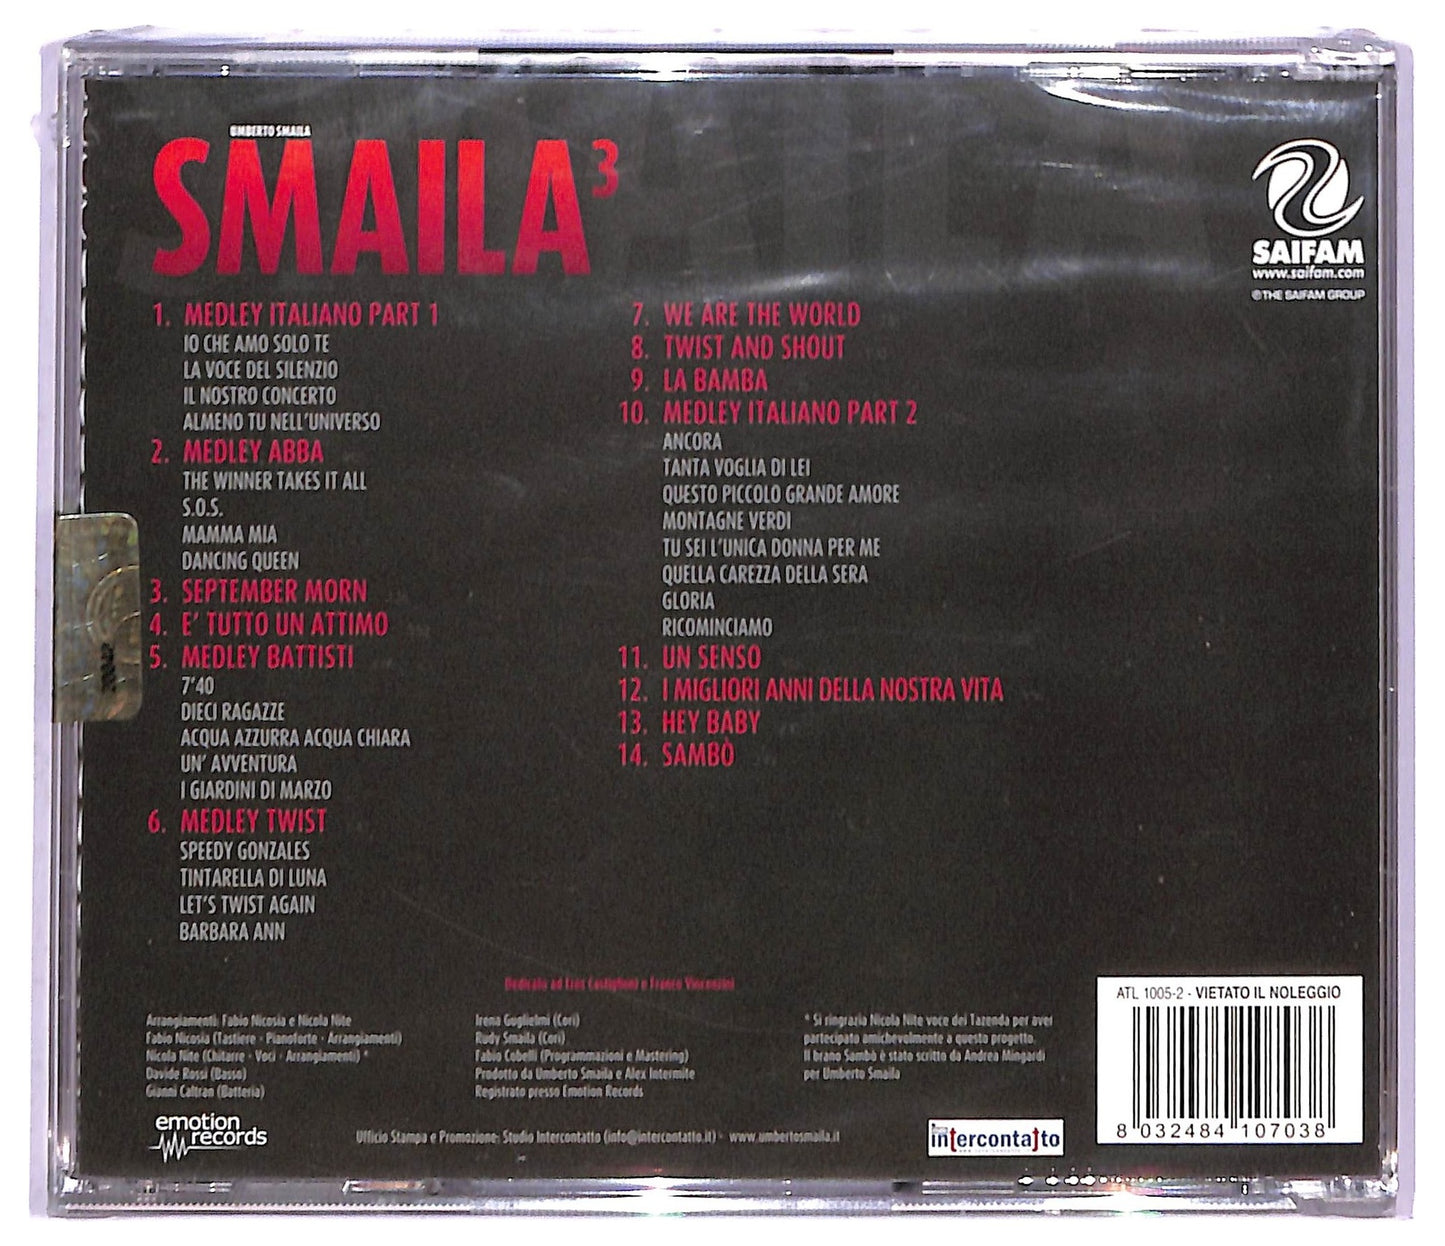 UMBERTO SMAILA
SMAILA³
SAIFAM
www.saifam.com
©THE SAIFAM GROUP
1. MEDLEY ITALIANO PART 1
IO CHE AMO SOLO TE
LA VOCE DEL SILENZIO
IL NOSTRO CONCERTO
ALMENO TU NELL'UNIVERSO
2. MEDLEY ABBA
THE WINNER TAKES IT ALL
S.O.S.
MAMMA MIA
DANCING QUEEN
3. SEPTEMBER MORN
4. E' TUTTO UN ATTIMO
5. MEDLEY BATTISTI
7'40
DIECI RAGAZZE
ACQUA AZZURRA ACQUA CHIARA
UN' AVVENTURA
I GIARDINI DI MARZO
6. MEDLEY TWIST
SPEEDY GONZALES
TINTARELLA DI LUNA
LET'S TWIST AGAIN
BARBARA ANN
7. WE ARE THE WORLD
8. TWIST AND SHOUT
9. LA BAMBA
10. MEDLEY ITALIANO PART 2
ANCORA
TANTA VOGLIA DI LEI
QUESTO PICCOLO GRANDE AMORE
MONTAGNE VERDI
TU SEI L'UNICA DONNA PER ME
QUELLA CAREZZA DELLA SERA
GLORIA
RICOMINCIAMO
11. UN SENSO
12. I MIGLIORI ANNI DELLA NOSTRA VITA
13. HEY BABY
14. SAMBÒ
Dedicato ad Eros Castiglioni e Franco Vincenzini
Arrangiamenti: Fabio Nicosia e Nicola Nite
Fabio Nicosia (Tastiere - Pianoforte - Arrangiamenti)
Nicola Nite (Chitarre - Voci - Arrangiamenti) *
Davide Rossi (Basso)
Gianni Caltran (Batteria)
Irena Guglielmi (Cori)
Rudy Smaila (Cori)
Fabio Cobelli (Programmazioni e Mastering)
Prodotto da Umberto Smaila e Alex Intermite
Registrato presso Emotion Records
* Si ringrazia Nicola Nite voce dei Tazenda per aver
partecipato amichevolmente a questo progetto.
Il brano Sambò è stato scritto da Andrea Mingardi
per Umberto Smaila
ATL 1005-2 - VIETATO IL NOLEGGIO
8 032484 107038
emotion
records
Ufficio Stampa e Promozione: Studio Intercontatto (info@intercontatto.it) - www.umbertosmaila.it
intercontatto